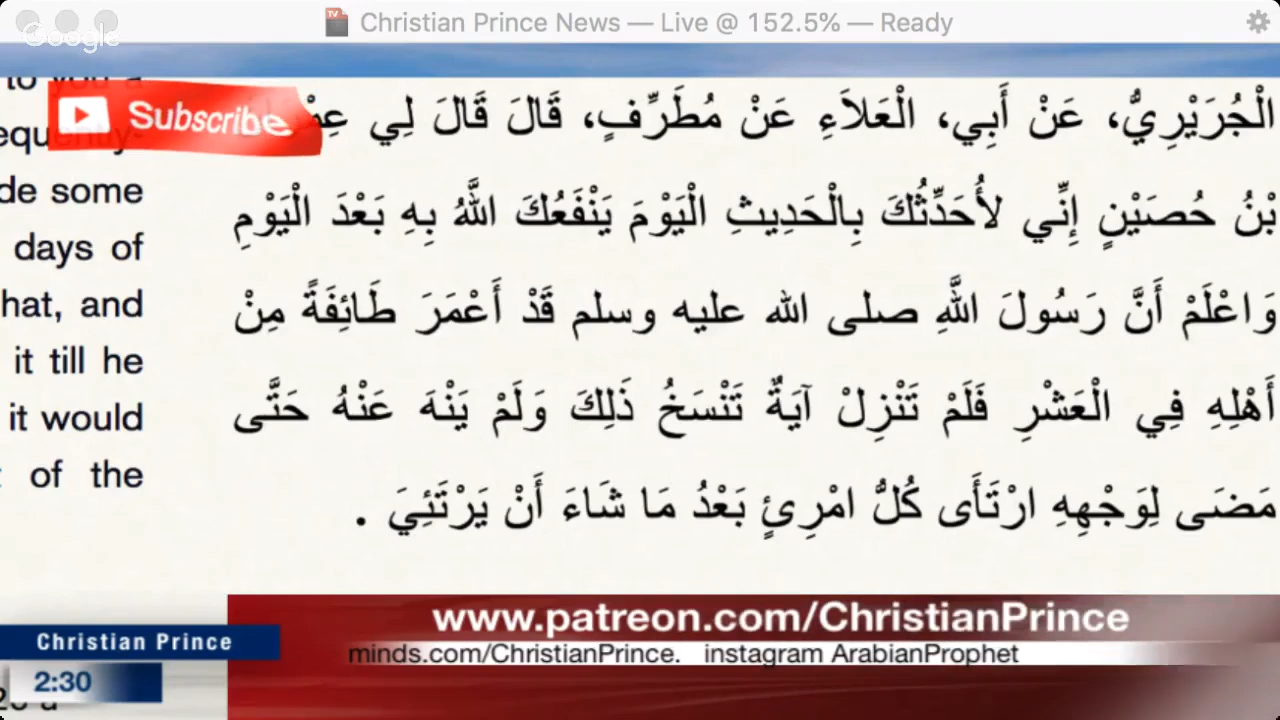 Christian Prince News — Live @ 152.5% — Ready
Google
Subscribe
de some
days of
hat, and
it till he
it would
of the
الْجُرَيْرِيُّ، عَنْ أَبِي، الْعَلاَءِ عَنْ مُطَرِّفٍ، قَالَ قَالَ لِي
بْنُ حُصَيْنٍ إِنِّي لأُحَدِّثُكَ بِالْحَدِيثِ الْيَوْمَ يَنْفَعُكَ اللَّهُ بِهِ بَعْدَ الْيَوْمِ
وَاعْلَمْ أَنَّ رَسُولَ اللَّهِ صلى الله عليه وسلم قَدْ أَعْمَرَ طَائِفَةً مِنْ
أَهْلِهِ فِي الْعَشْرِ فَلَمْ تَنْزِلْ آيَةٌ تَنْسَخُ ذَلِكَ وَلَمْ يَنْهَ عَنْهُ حَتَّى
مَضَى لِوَجْهِهِ ارْتَأَى كُلُّ امْرِئٍ بَعْدُ مَا شَاءَ أَنْ يَرْتَئِيَ .
www.patreon.com/ChristianPrince
minds.com/ChristianPrince. instagram ArabianProphet
Christian Prince
2:30